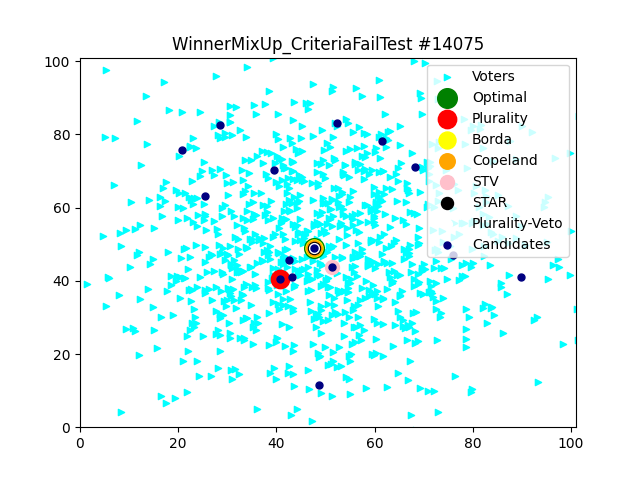 WinnerMixUp_CriteriaFailTest #14075
100
80
60
40
20
0
0
20
40
60
80
100
Voters
Optimal
Plurality
Borda
Copeland
STV
STAR
Plurality-Veto
Candidates